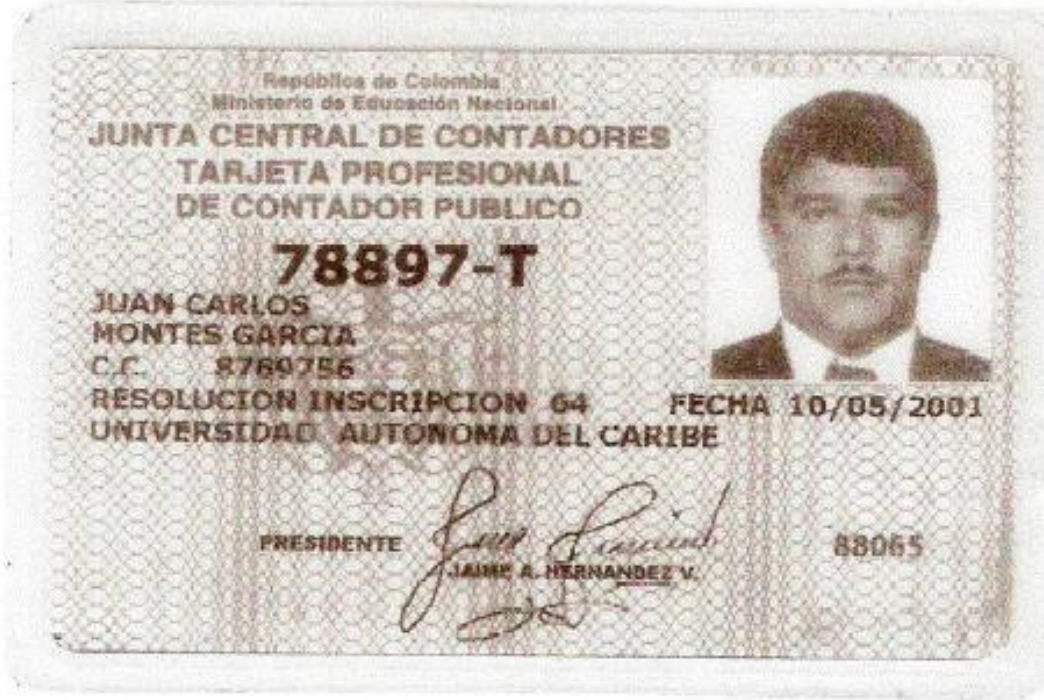 República de Colombia
Ministerio de Educación Nacional
JUNTA CENTRAL DE CONTADORES
TARJETA PROFESIONAL
DE CONTADOR PUBLICO
78897-T
JUAN CARLOS
MONTES GARCIA
C.C. 8769756
RESOLUCION INSCRIPCION 64 FECHA 10/05/2001
UNIVERSIDAD AUTONOMA DEL CARIBE
PRESIDENTE
JAIME A. HERNANDEZ V.
88065